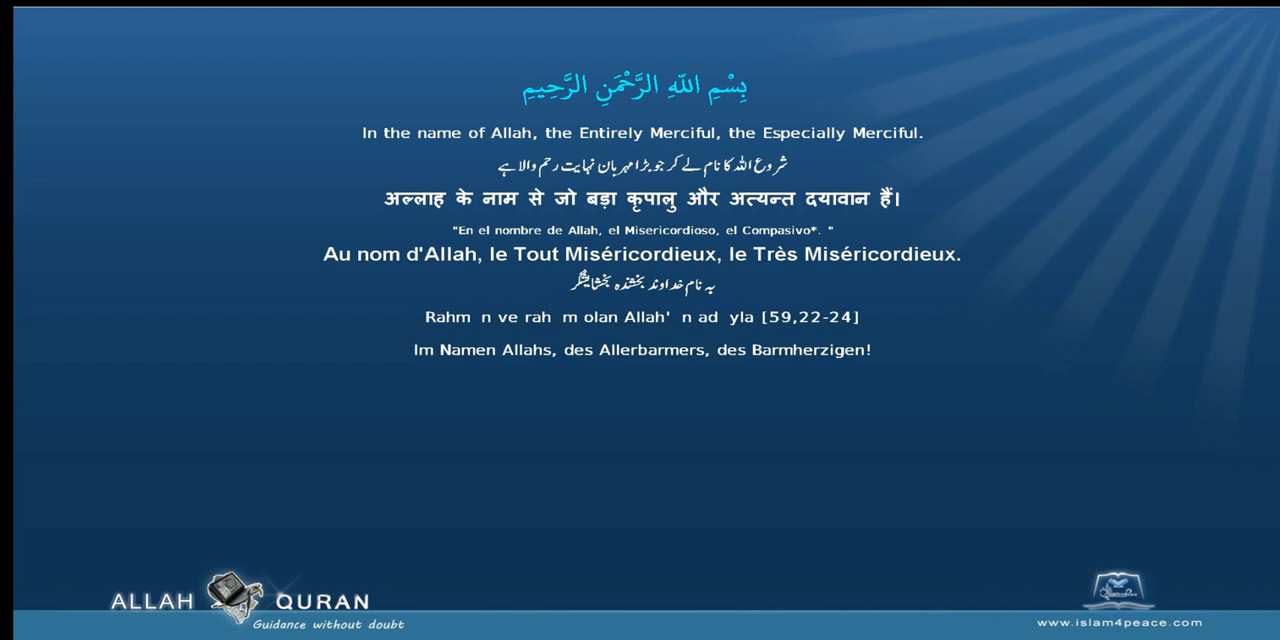 بِسْمِ اللّٰهِ الرَّحْمَنِ الرَّحِيمِ
In the name of Allah, the Entirely Merciful, the Especially Merciful.
شروع الله کا نام لے کر جو بڑا مہربان نہایت رحم والا ہے
अल्लाह के नाम से जो बड़ा कृपालु और अत्यन्त दयावान हैं।
"En el nombre de Allah, el Misericordioso, el Compasivo*. "
Au nom d'Allah, le Tout Miséricordieux, le Très Miséricordieux.
به نام خداوند بخشنده بخشایشگر
Rahm n ve rah m olan Allah' n ad yla [59,22-24]
Im Namen Allahs, des Allerbarmers, des Barmherzigen!
ALLAH QURAN
Guidance without doubt
www.islam4peace.com